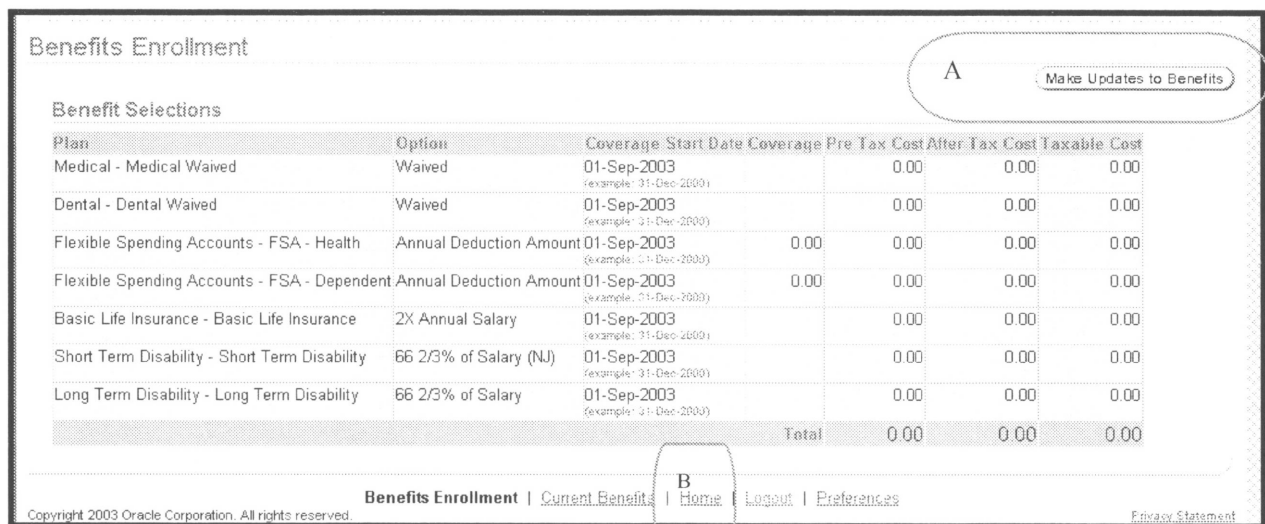 Benefits Enrollment
A
Make Updates to Benefits
Benefit Selections
Plan Option Coverage Start Date Coverage Pre Tax Cost After Tax Cost Taxable Cost
Medical - Medical Waived Waived 01-Sep-2003 0.00 0.00 0.00
(example: 31-Dec-2000)
Dental - Dental Waived Waived 01-Sep-2003 0.00 0.00 0.00
(example: 31-Dec-2000)
Flexible Spending Accounts - FSA - Health Annual Deduction Amount 01-Sep-2003 0.00 0.00 0.00 0.00
(example: 31-Dec-2000)
Flexible Spending Accounts - FSA - Dependent Annual Deduction Amount 01-Sep-2003 0.00 0.00 0.00 0.00
(example: 31-Dec-2000)
Basic Life Insurance - Basic Life Insurance 2X Annual Salary 01-Sep-2003 0.00 0.00 0.00
(example: 31-Dec-2000)
Short Term Disability - Short Term Disability 66 2/3% of Salary (NJ) 01-Sep-2003 0.00 0.00 0.00
(example: 31-Dec-2000)
Long Term Disability - Long Term Disability 66 2/3% of Salary 01-Sep-2003 0.00 0.00 0.00
(example: 31-Dec-2000)
Total 0.00 0.00 0.00
B
Benefits Enrollment | Current Benefits | Home | Logout | Preferences
Copyright 2003 Oracle Corporation. All rights reserved. Privacy Statement